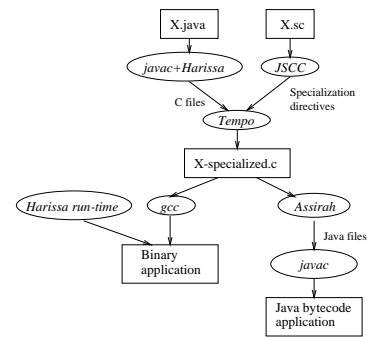 X.java
X.sc
javac+Harissa
JSCC
C files
Specialization
directives
Tempo
X-specialized.c
Harissa run-time
gcc
Assirah
Java files
Binary
application
javac
Java bytecode
application